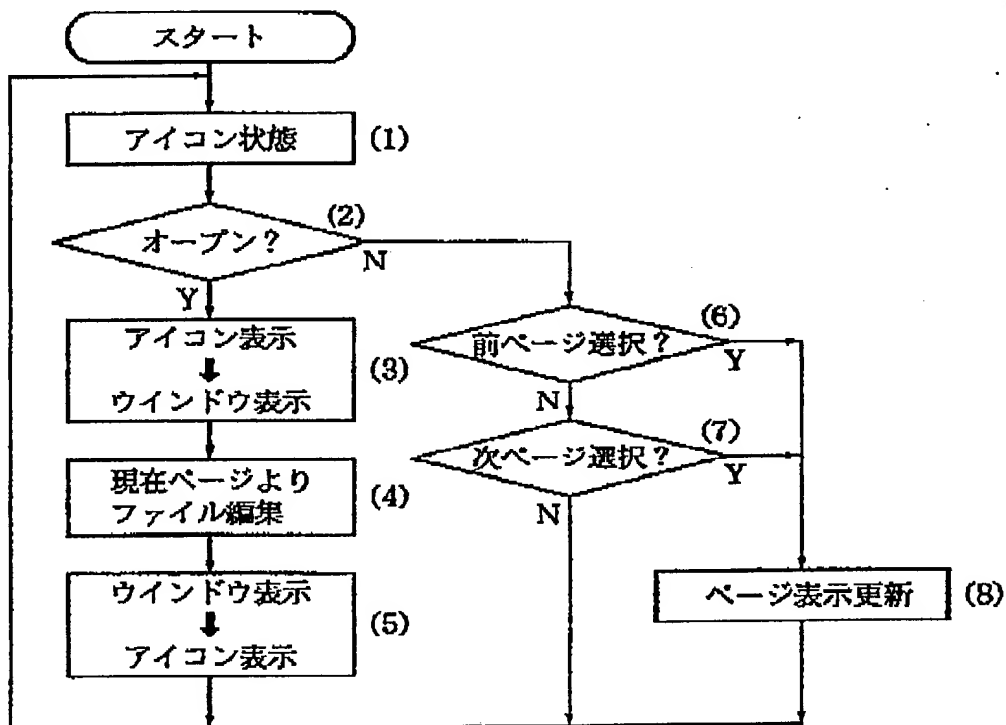 スタート
アイコン状態
(1)
オープン?
(2)
N
Y
アイコン表示
ウインドウ表示
(3)
現在ページより
ファイル編集
(4)
ウインドウ表示
アイコン表示
(5)
前ページ選択?
(6)
Y
N
次ページ選択?
(7)
Y
N
ページ表示更新
(8)